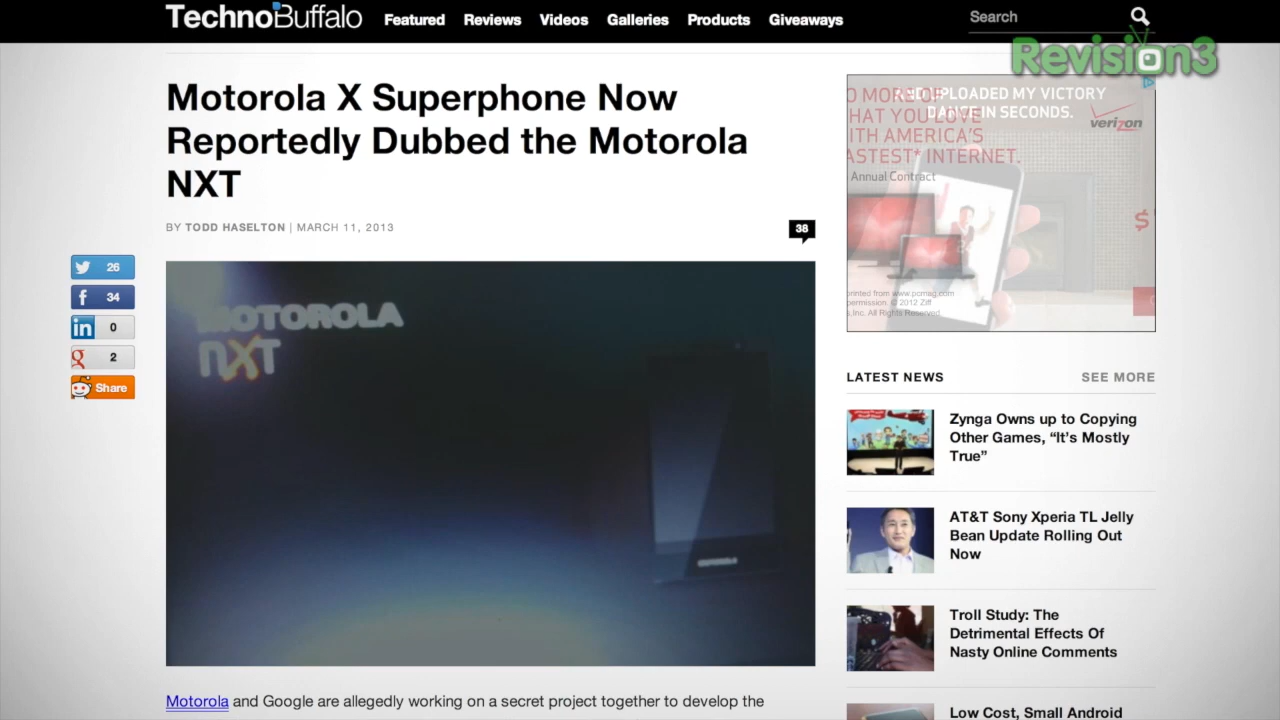 TechnoBuffalo
Featured Reviews Videos Galleries Products Giveaways
Search
Revision3
Motorola X Superphone Now
Reportedly Dubbed the Motorola
NXT
BY TODD HASELTON | MARCH 11, 2013
38
26
34
in 0
2
Share
MOTOROLA
NXT
MOTOROLA
UPLOADED MY VICTORY
DANCE IN SECONDS.
verizon
O MORE OF
HAT YOU LOVE
ITH AMERICA'S
ASTEST* INTERNET.
Annual Contract
$
printed from www.pcmag.com
permission. © 2012 Ziff
s, Inc. All Rights Reserved
LATEST NEWS
SEE MORE
Zynga Owns up to Copying
Other Games, “It’s Mostly
True”
AT&T Sony Xperia TL Jelly
Bean Update Rolling Out
Now
Troll Study: The
Detrimental Effects Of
Nasty Online Comments
Low Cost, Small Android
Motorola and Google are allegedly working on a secret project together to develop the